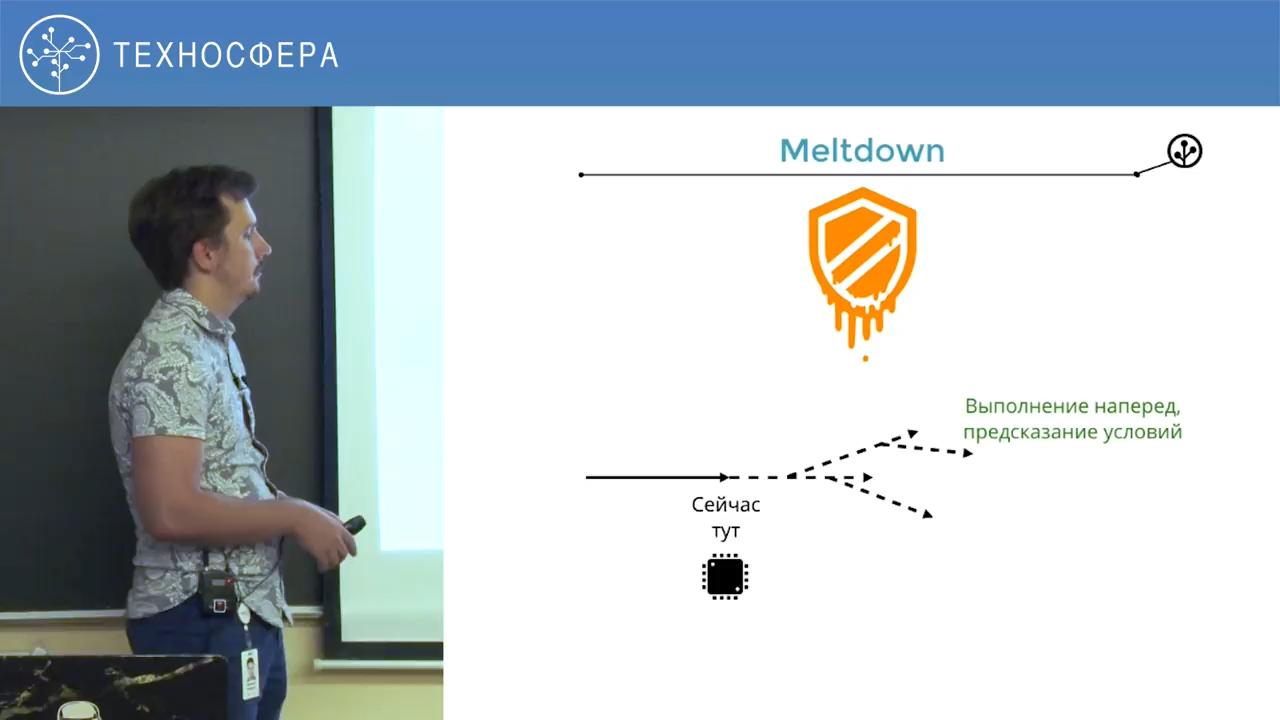 ТЕХНОСФЕРА
Meltdown
Выполнение наперед,
предсказание условий
Сейчас
тут